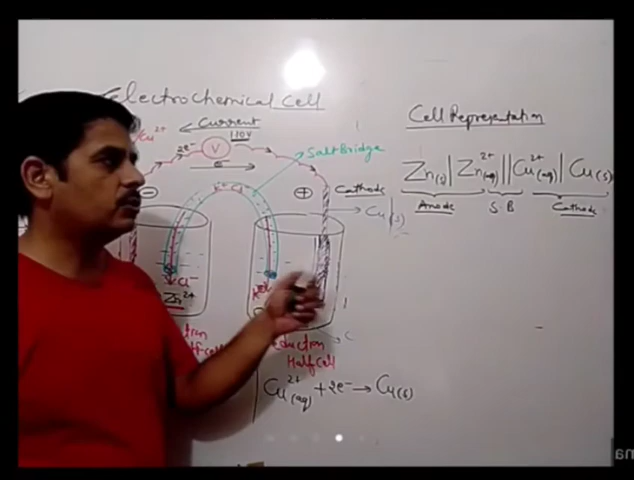 Electrochemical Cell
Cell Representation
Current
/Cu²⁺
2e⁻
V
1.10V
e⁻
Salt Bridge
−
+
Cathode
Cu(s)
Zn(s) | Zn²⁺(aq) || Cu²⁺(aq) | Cu(s)
Anode S.B Cathode
Cl⁻
Zn²⁺
Half Cell
Cu²⁺(aq) + 2e⁻ → Cu(s)